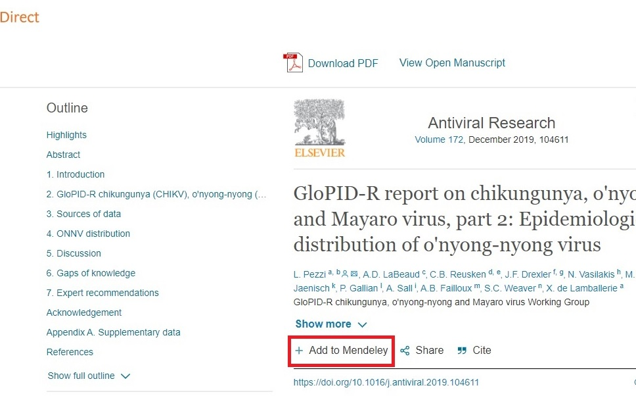 Direct
Download PDF
View Open Manuscript
Outline
Highlights
Abstract
1. Introduction
2. GloPID-R chikungunya (CHIKV), o'nyong-nyong (…
3. Sources of data
4. ONNV distribution
5. Discussion
6. Gaps of knowledge
7. Expert recommendations
Acknowledgement
Appendix A. Supplementary data
References
Show full outline
ELSEVIER
Antiviral Research
Volume 172, December 2019, 104611
GloPID-R report on chikungunya, o'nyo
and Mayaro virus, part 2: Epidemiologi
distribution of o'nyong-nyong virus
L. Pezzi a, b, A.D. LaBeaud c, C.B. Reusken d, e, J.F. Drexler f, g, N. Vasilakis h, M.
Jaenisch k, P. Gallian l, A. Sall i, A.B. Failloux m, S.C. Weaver n, X. de Lamballerie a
GloPID-R chikungunya, o'nyong-nyong and Mayaro virus Working Group
Show more
+ Add to Mendeley
Share
Cite
https://doi.org/10.1016/j.antiviral.2019.104611